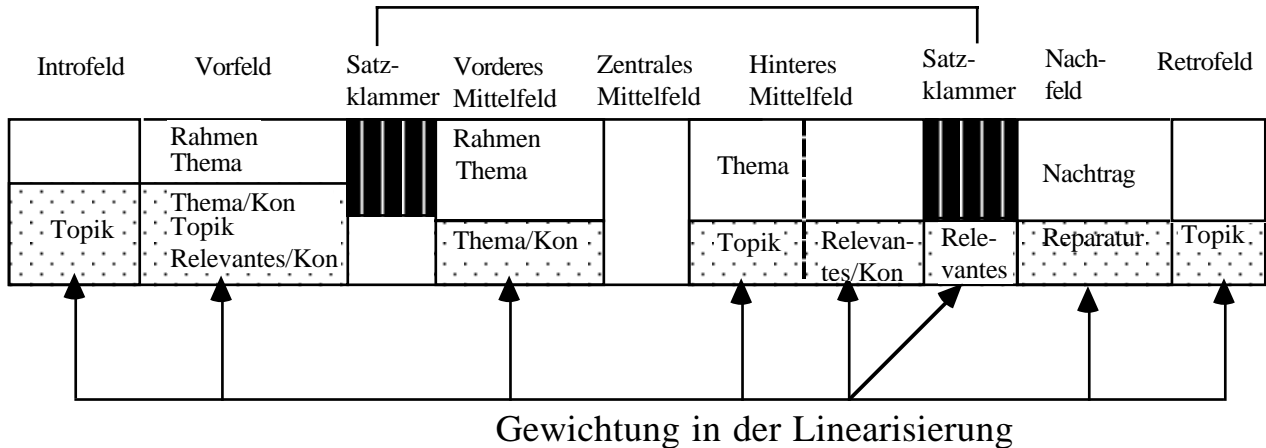 Introfeld Vorfeld Satz- Vorderes Zentrales Hinteres Satz- Nach- Retrofeld
klammer Mittelfeld Mittelfeld Mittelfeld klammer feld
Rahmen
Thema
Rahmen
Thema
Thema
Nachtrag
Topik
Thema/Kon
Topik
Relevantes/Kon
Thema/Kon
Topik
Relevan-
tes/Kon
Rele-
vantes
Reparatur
Topik
Gewichtung in der Linearisierung